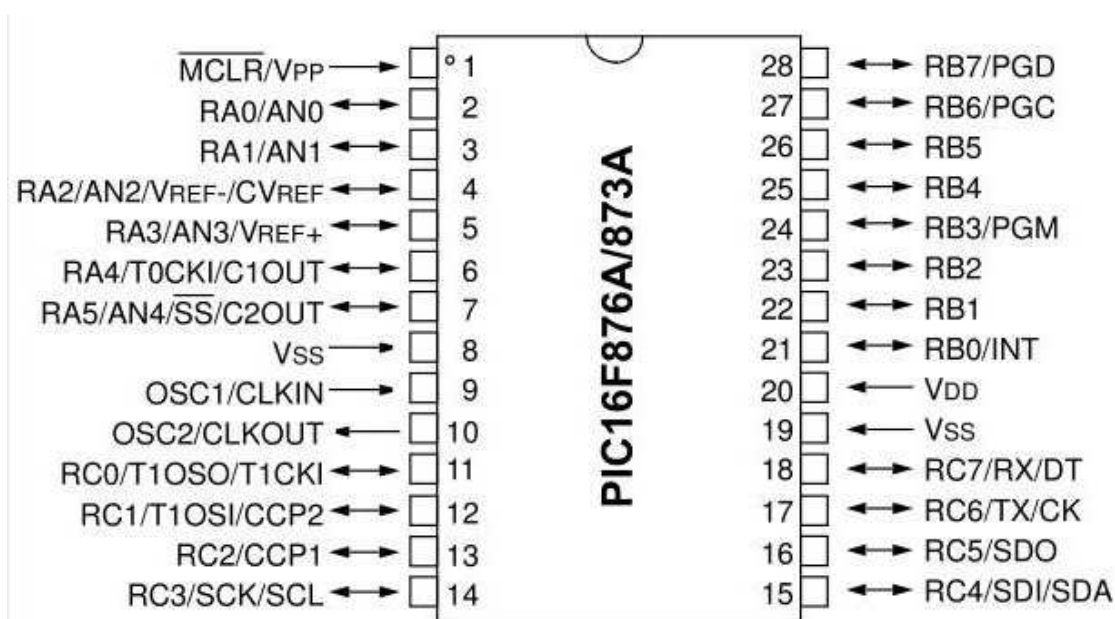 MCLR/VPP 1
RA0/AN0 2
RA1/AN1 3
RA2/AN2/VREF-/CVREF 4
RA3/AN3/VREF+ 5
RA4/T0CKI/C1OUT 6
RA5/AN4/SS/C2OUT 7
VSS 8
OSC1/CLKIN 9
OSC2/CLKOUT 10
RC0/T1OSO/T1CKI 11
RC1/T1OSI/CCP2 12
RC2/CCP1 13
RC3/SCK/SCL 14
PIC16F876A/873A
28 RB7/PGD
27 RB6/PGC
26 RB5
25 RB4
24 RB3/PGM
23 RB2
22 RB1
21 RB0/INT
20 VDD
19 VSS
18 RC7/RX/DT
17 RC6/TX/CK
16 RC5/SDO
15 RC4/SDI/SDA